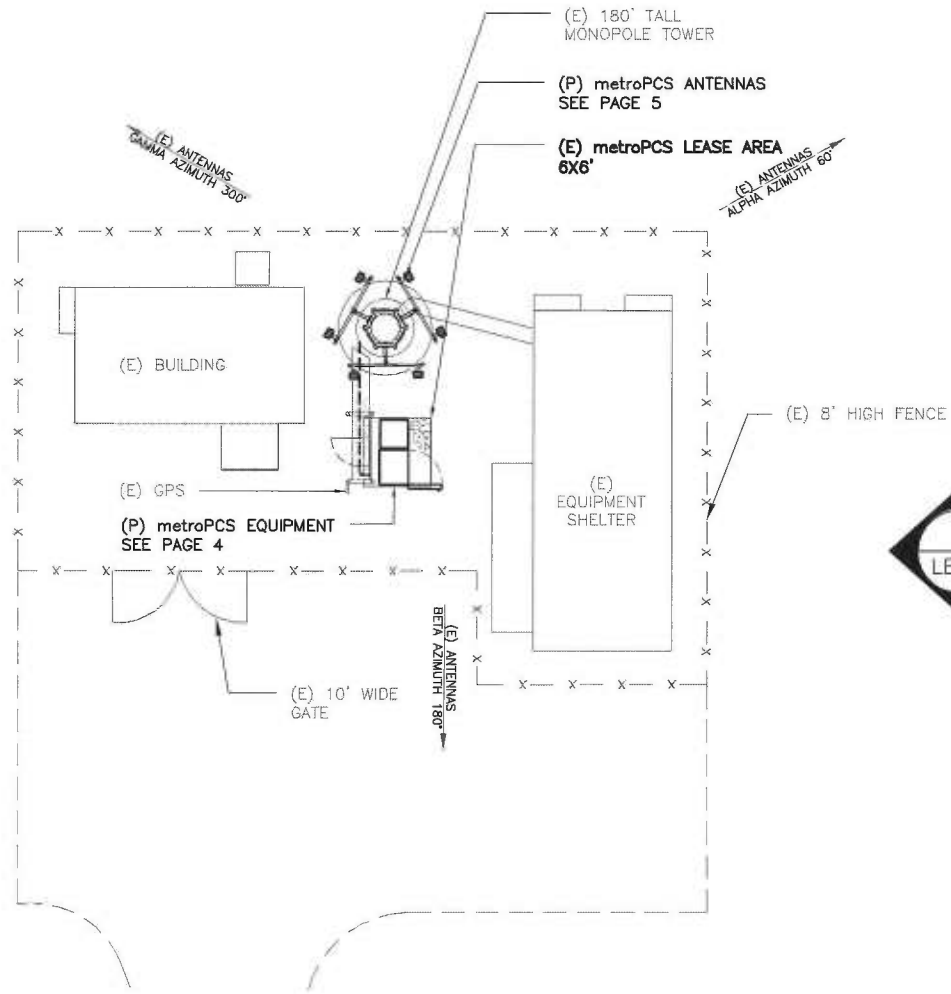 (E) 180' TALL
MONOPOLE TOWER
(P) metroPCS ANTENNAS
SEE PAGE 5
(E) metroPCS LEASE AREA
6X6'
(E) ANTENNAS
GAMMA AZIMUTH 300°
(E) ANTENNAS
ALPHA AZIMUTH 60°
(E) BUILDING
(E) 8' HIGH FENCE
(E) GPS
(E)
EQUIPMENT
SHELTER
(P) metroPCS EQUIPMENT
SEE PAGE 4
LE
(E) ANTENNAS
BETA AZIMUTH 180°
(E) 10' WIDE
GATE